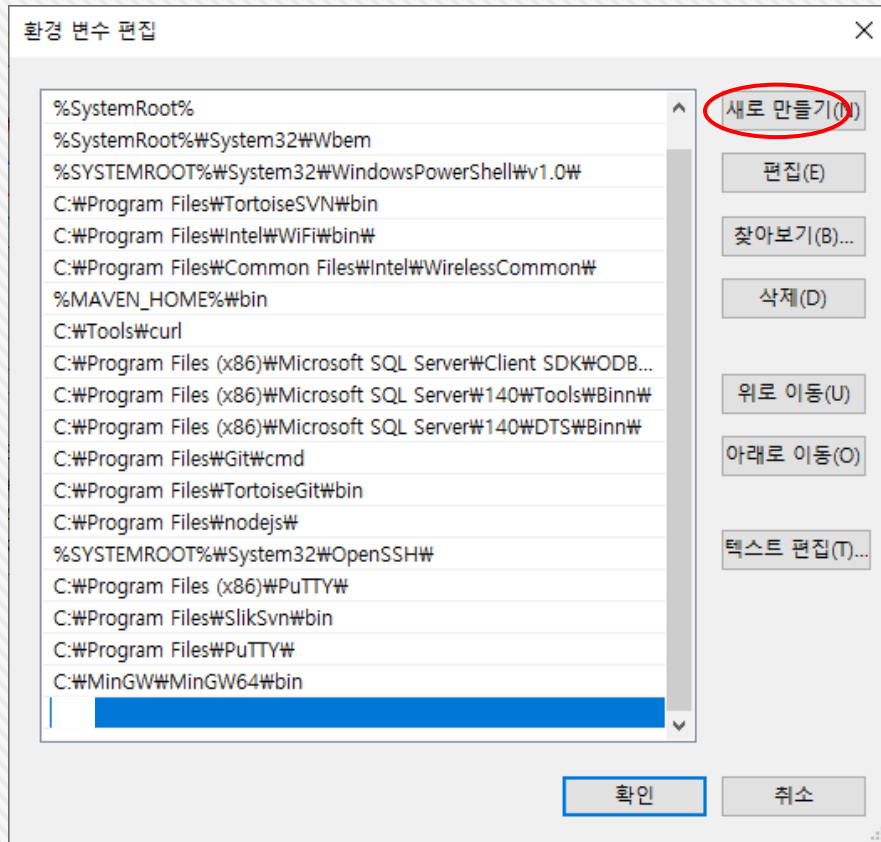 환경 변수 편집
%SystemRoot%
%SystemRoot%₩System32₩Wbem
%SYSTEMROOT%₩System32₩WindowsPowerShell₩v1.0₩
C:₩Program Files₩TortoiseSVN₩bin
C:₩Program Files₩Intel₩WiFi₩bin₩
C:₩Program Files₩Common Files₩Intel₩WirelessCommon₩
%MAVEN_HOME%₩bin
C:₩Tools₩curl
C:₩Program Files (x86)₩Microsoft SQL Server₩Client SDK₩ODB...
C:₩Program Files (x86)₩Microsoft SQL Server₩140₩Tools₩Binn₩
C:₩Program Files (x86)₩Microsoft SQL Server₩140₩DTS₩Binn₩
C:₩Program Files₩Git₩cmd
C:₩Program Files₩TortoiseGit₩bin
C:₩Program Files₩nodejs₩
%SYSTEMROOT%₩System32₩OpenSSH₩
C:₩Program Files (x86)₩PuTTY₩
C:₩Program Files₩SlikSvn₩bin
C:₩Program Files₩PuTTY₩
C:₩MinGW₩MinGW64₩bin
새로 만들기(N)
편집(E)
찾아보기(B)...
삭제(D)
위로 이동(U)
아래로 이동(O)
텍스트 편집(T)...
확인
취소